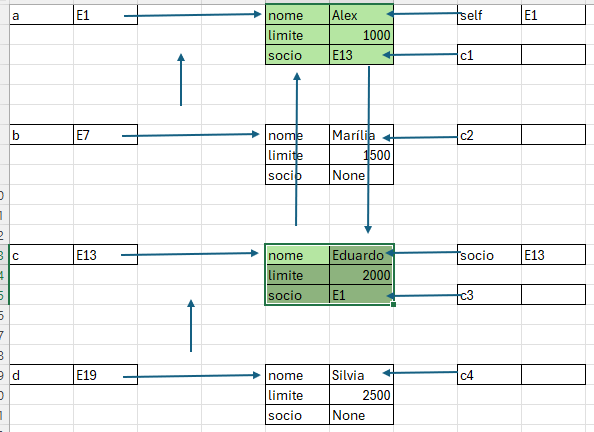 a E1 nome Alex self E1
limite 1000
socio E13 c1
b E7 nome Marília c2
limite 1500
socio None
c E13 nome Eduardo socio E13
limite 2000
socio E1 c3
d E19 nome Silvia c4
limite 2500
socio None